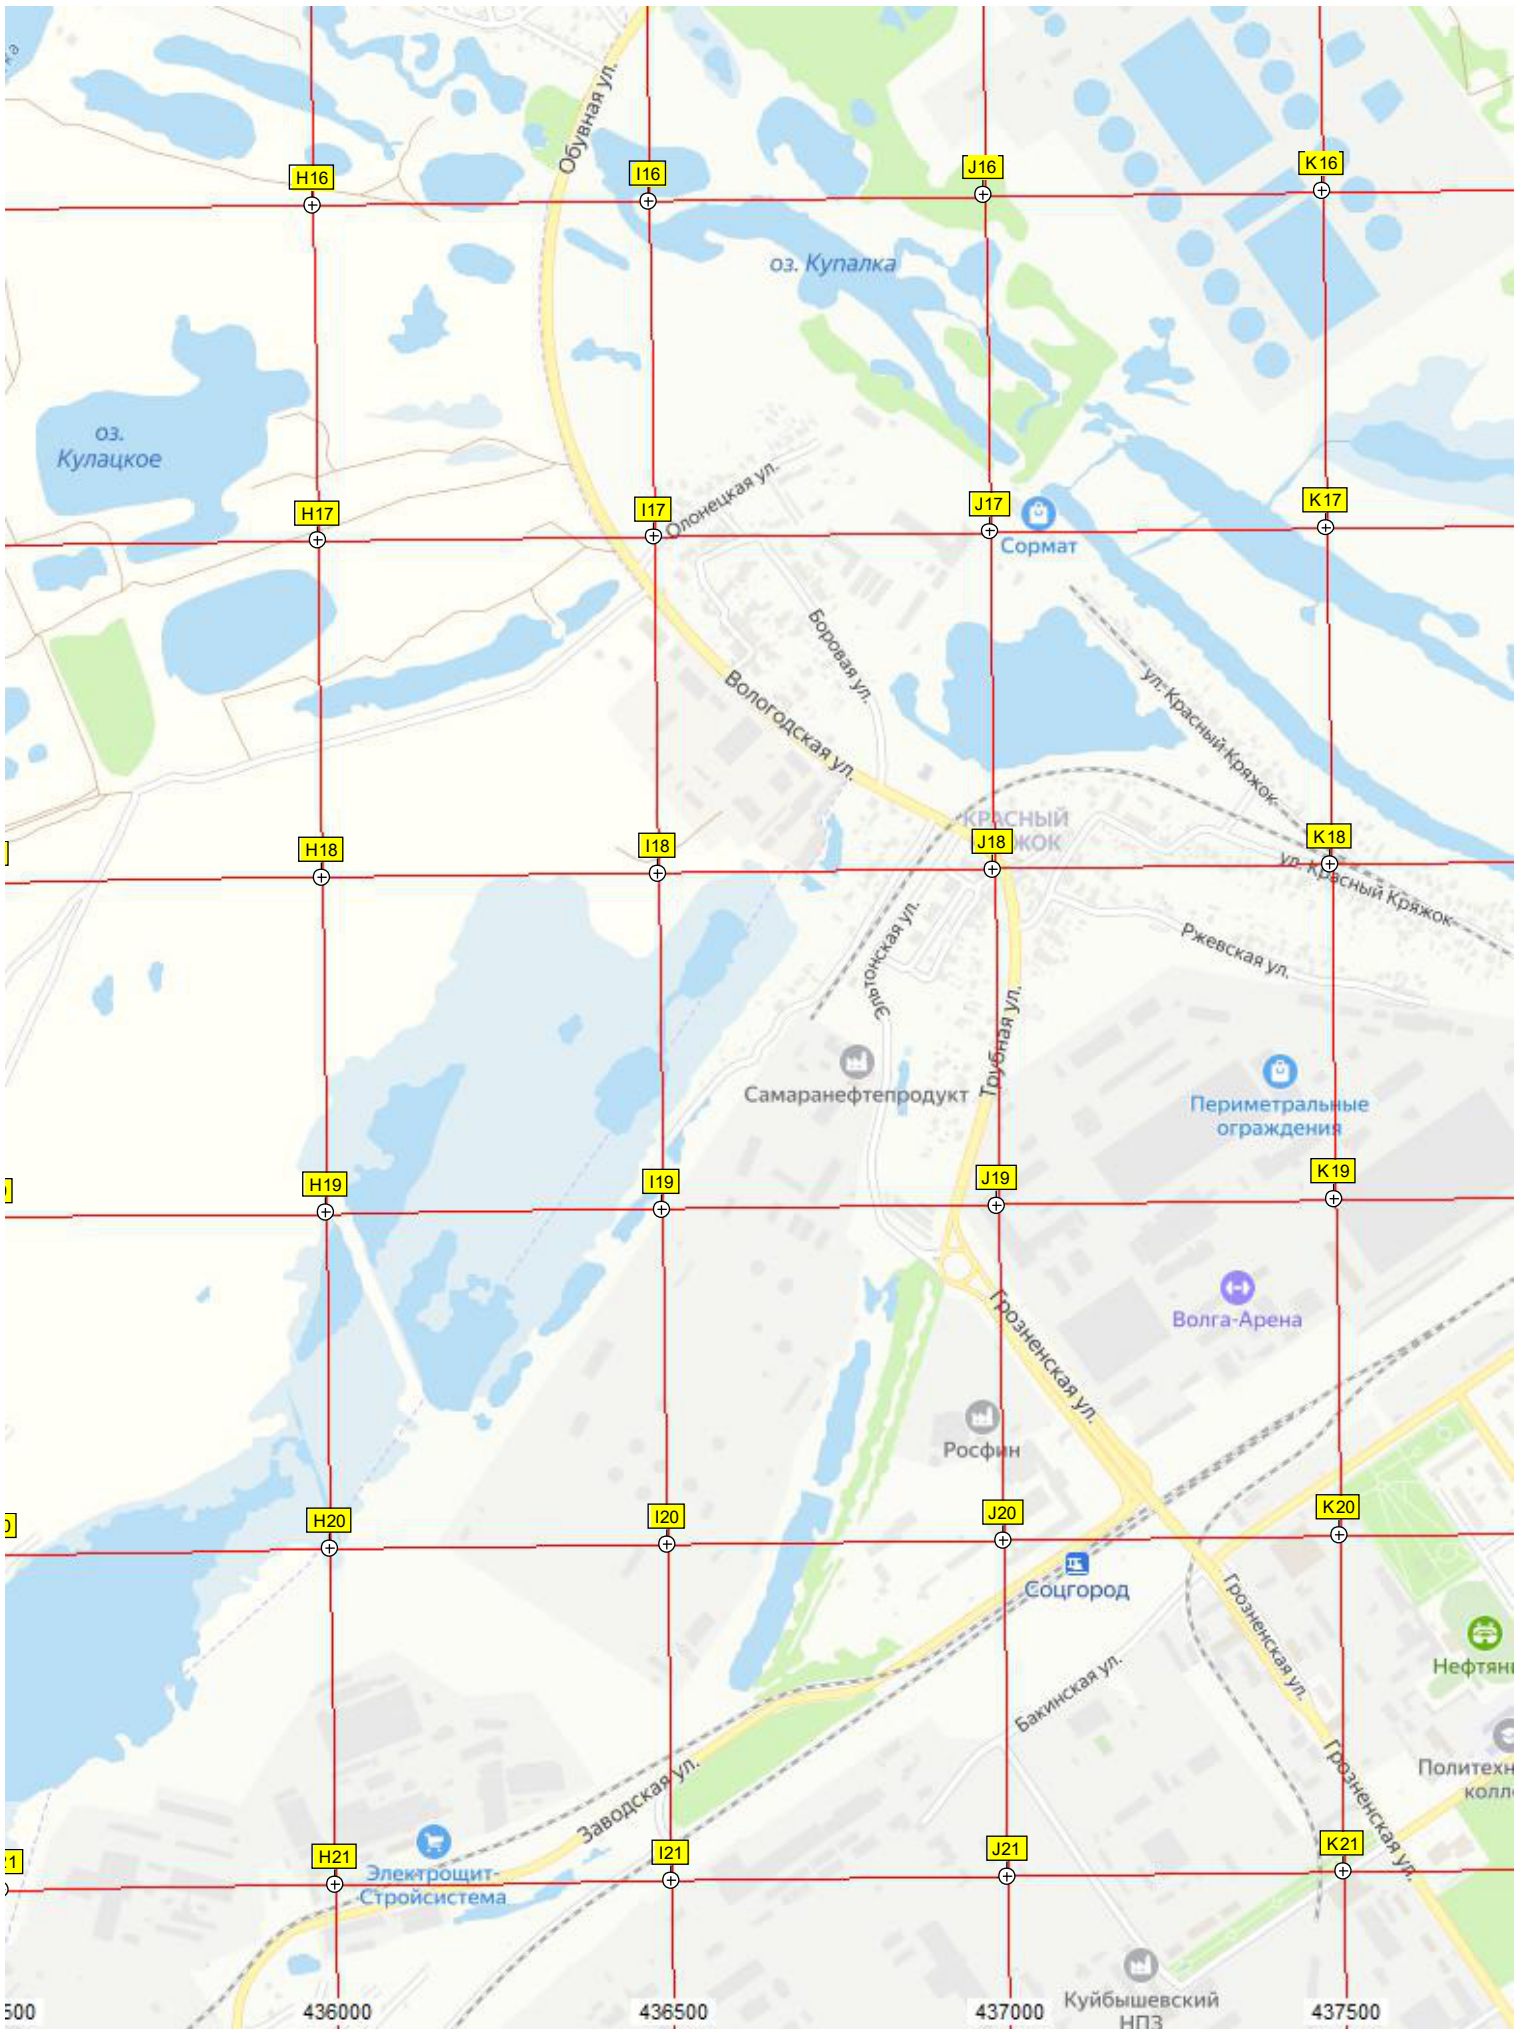 Обувная ул.
H16
I16
J16
K16
оз. Купалка
оз.
Кулацкое
H17
I17
Олонецкая ул.
J17
K17
Сормат
Боровая ул.
Вологодская ул.
ул. Красный Кряжок
КРАСНЫЙ
H18
I18
J18
K18
ул. Красный Кряжок
Ржевская ул.
Эльтонская ул.
Трубная ул.
Самаранефтепродукт
Периметральные
ограждения
H19
I19
J19
K19
Волга-Арена
Грозненская ул.
Росфин
H20
I20
J20
K20
Соцгород
Грозненская ул.
Бакинская ул.
Грозненская ул.
Заводская ул.
H21
I21
J21
K21
Электрощит-
Стройсистема
Куйбышевский
НПЗ
436000
436500
437000
437500